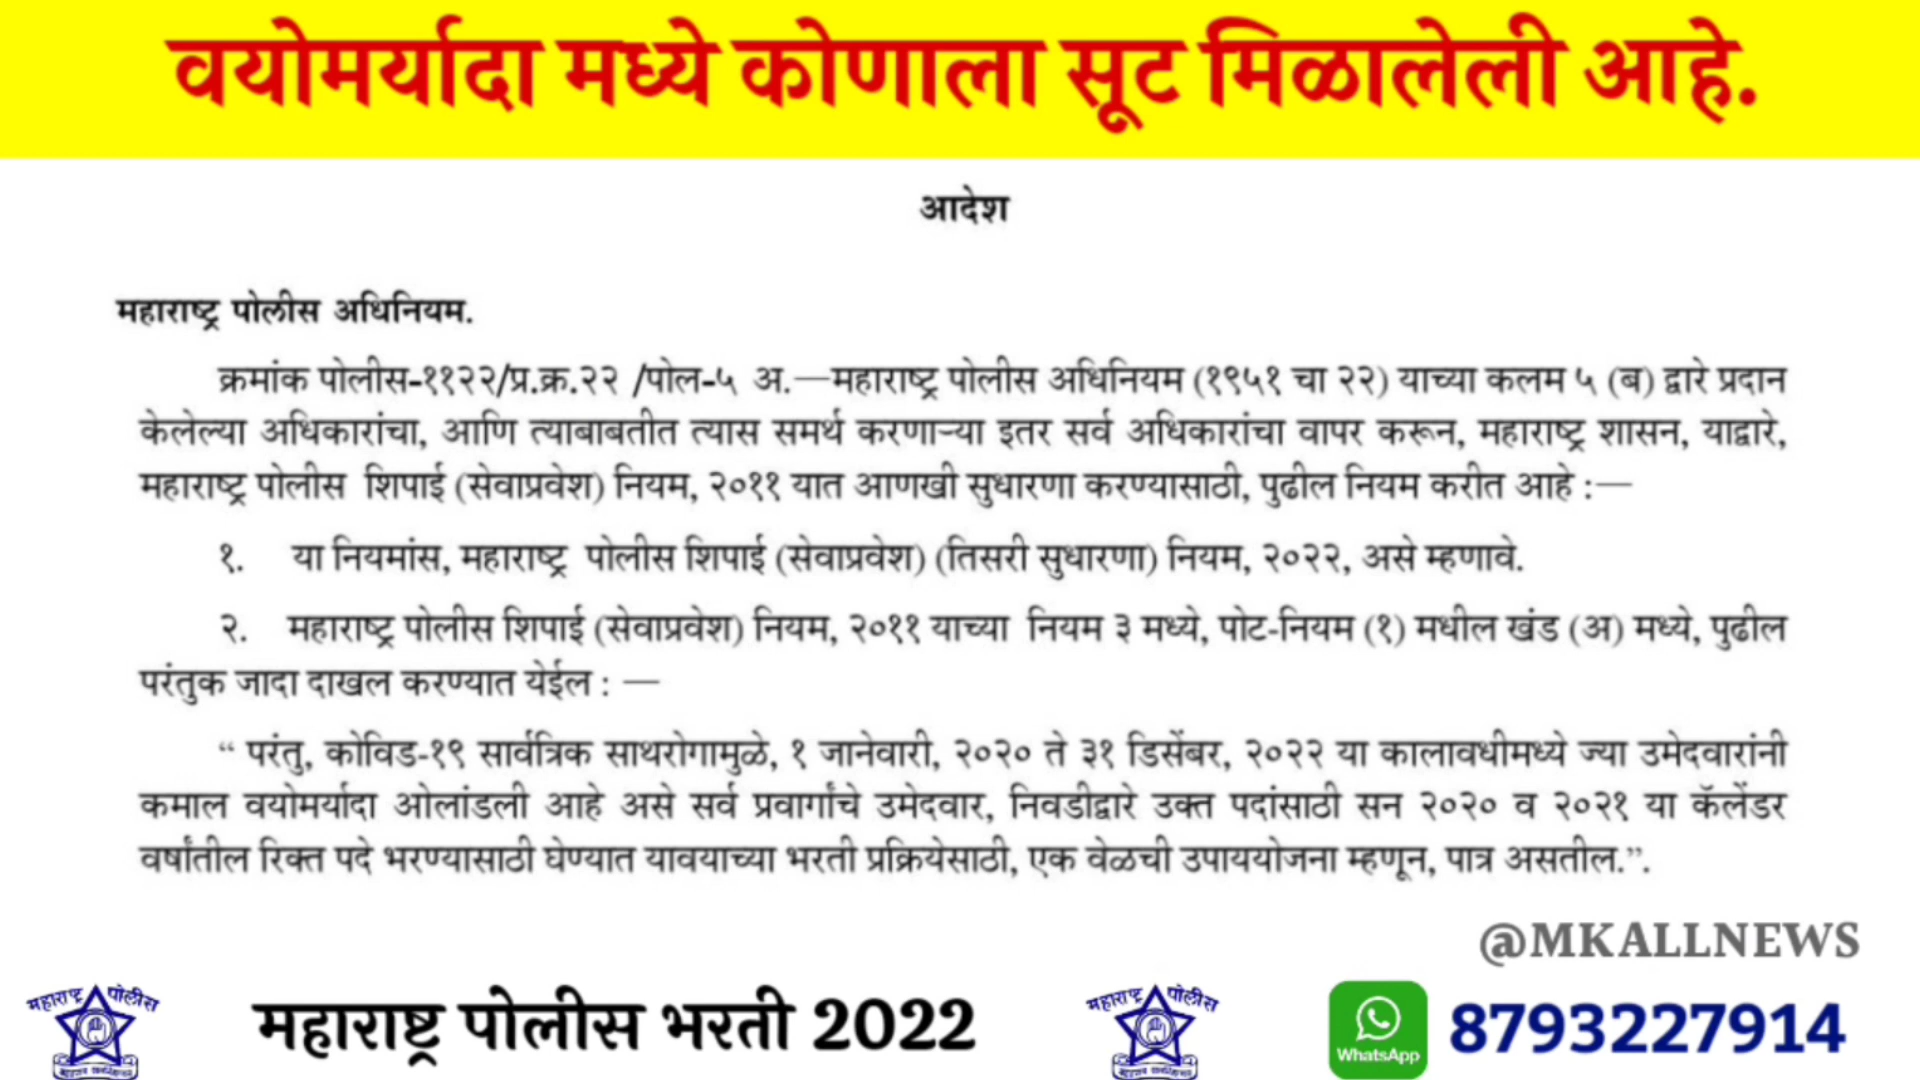 वयोमर्यादा मध्ये कोणाला सूट मिळालेली आहे.
आदेश
महाराष्ट्र पोलीस अधिनियम.
क्रमांक पोलीस-११२२/प्र.क्र.२२ /पोल-५ अ.—महाराष्ट्र पोलीस अधिनियम (१९५१ चा २२) याच्या कलम ५ (ब) द्वारे प्रदान
केलेल्या अधिकारांचा, आणि त्याबाबतीत त्यास समर्थ करणाऱ्या इतर सर्व अधिकारांचा वापर करून, महाराष्ट्र शासन, याद्वारे,
महाराष्ट्र पोलीस शिपाई (सेवाप्रवेश) नियम, २०११ यात आणखी सुधारणा करण्यासाठी, पुढील नियम करीत आहे :—
१. या नियमांस, महाराष्ट्र पोलीस शिपाई (सेवाप्रवेश) (तिसरी सुधारणा) नियम, २०२२, असे म्हणावे.
२. महाराष्ट्र पोलीस शिपाई (सेवाप्रवेश) नियम, २०११ याच्या नियम ३ मध्ये, पोट-नियम (१) मधील खंड (अ) मध्ये, पुढील
परंतुक जादा दाखल करण्यात येईल : —
“ परंतु, कोविड-१९ सार्वत्रिक साथरोगामुळे, १ जानेवारी, २०२० ते ३१ डिसेंबर, २०२२ या कालावधीमध्ये ज्या उमेदवारांनी
कमाल वयोमर्यादा ओलांडली आहे असे सर्व प्रवार्गांचे उमेदवार, निवडीद्वारे उक्त पदांसाठी सन २०२० व २०२१ या कॅलेंडर
वर्षांतील रिक्त पदे भरण्यासाठी घेण्यात यावयाच्या भरती प्रक्रियेसाठी, एक वेळची उपाययोजना म्हणून, पात्र असतील.”.
@MKALLNEWS
महाराष्ट्र पोलीस
महाराष्ट्र पोलीस भरती 2022
महाराष्ट्र पोलीस
WhatsApp
8793227914